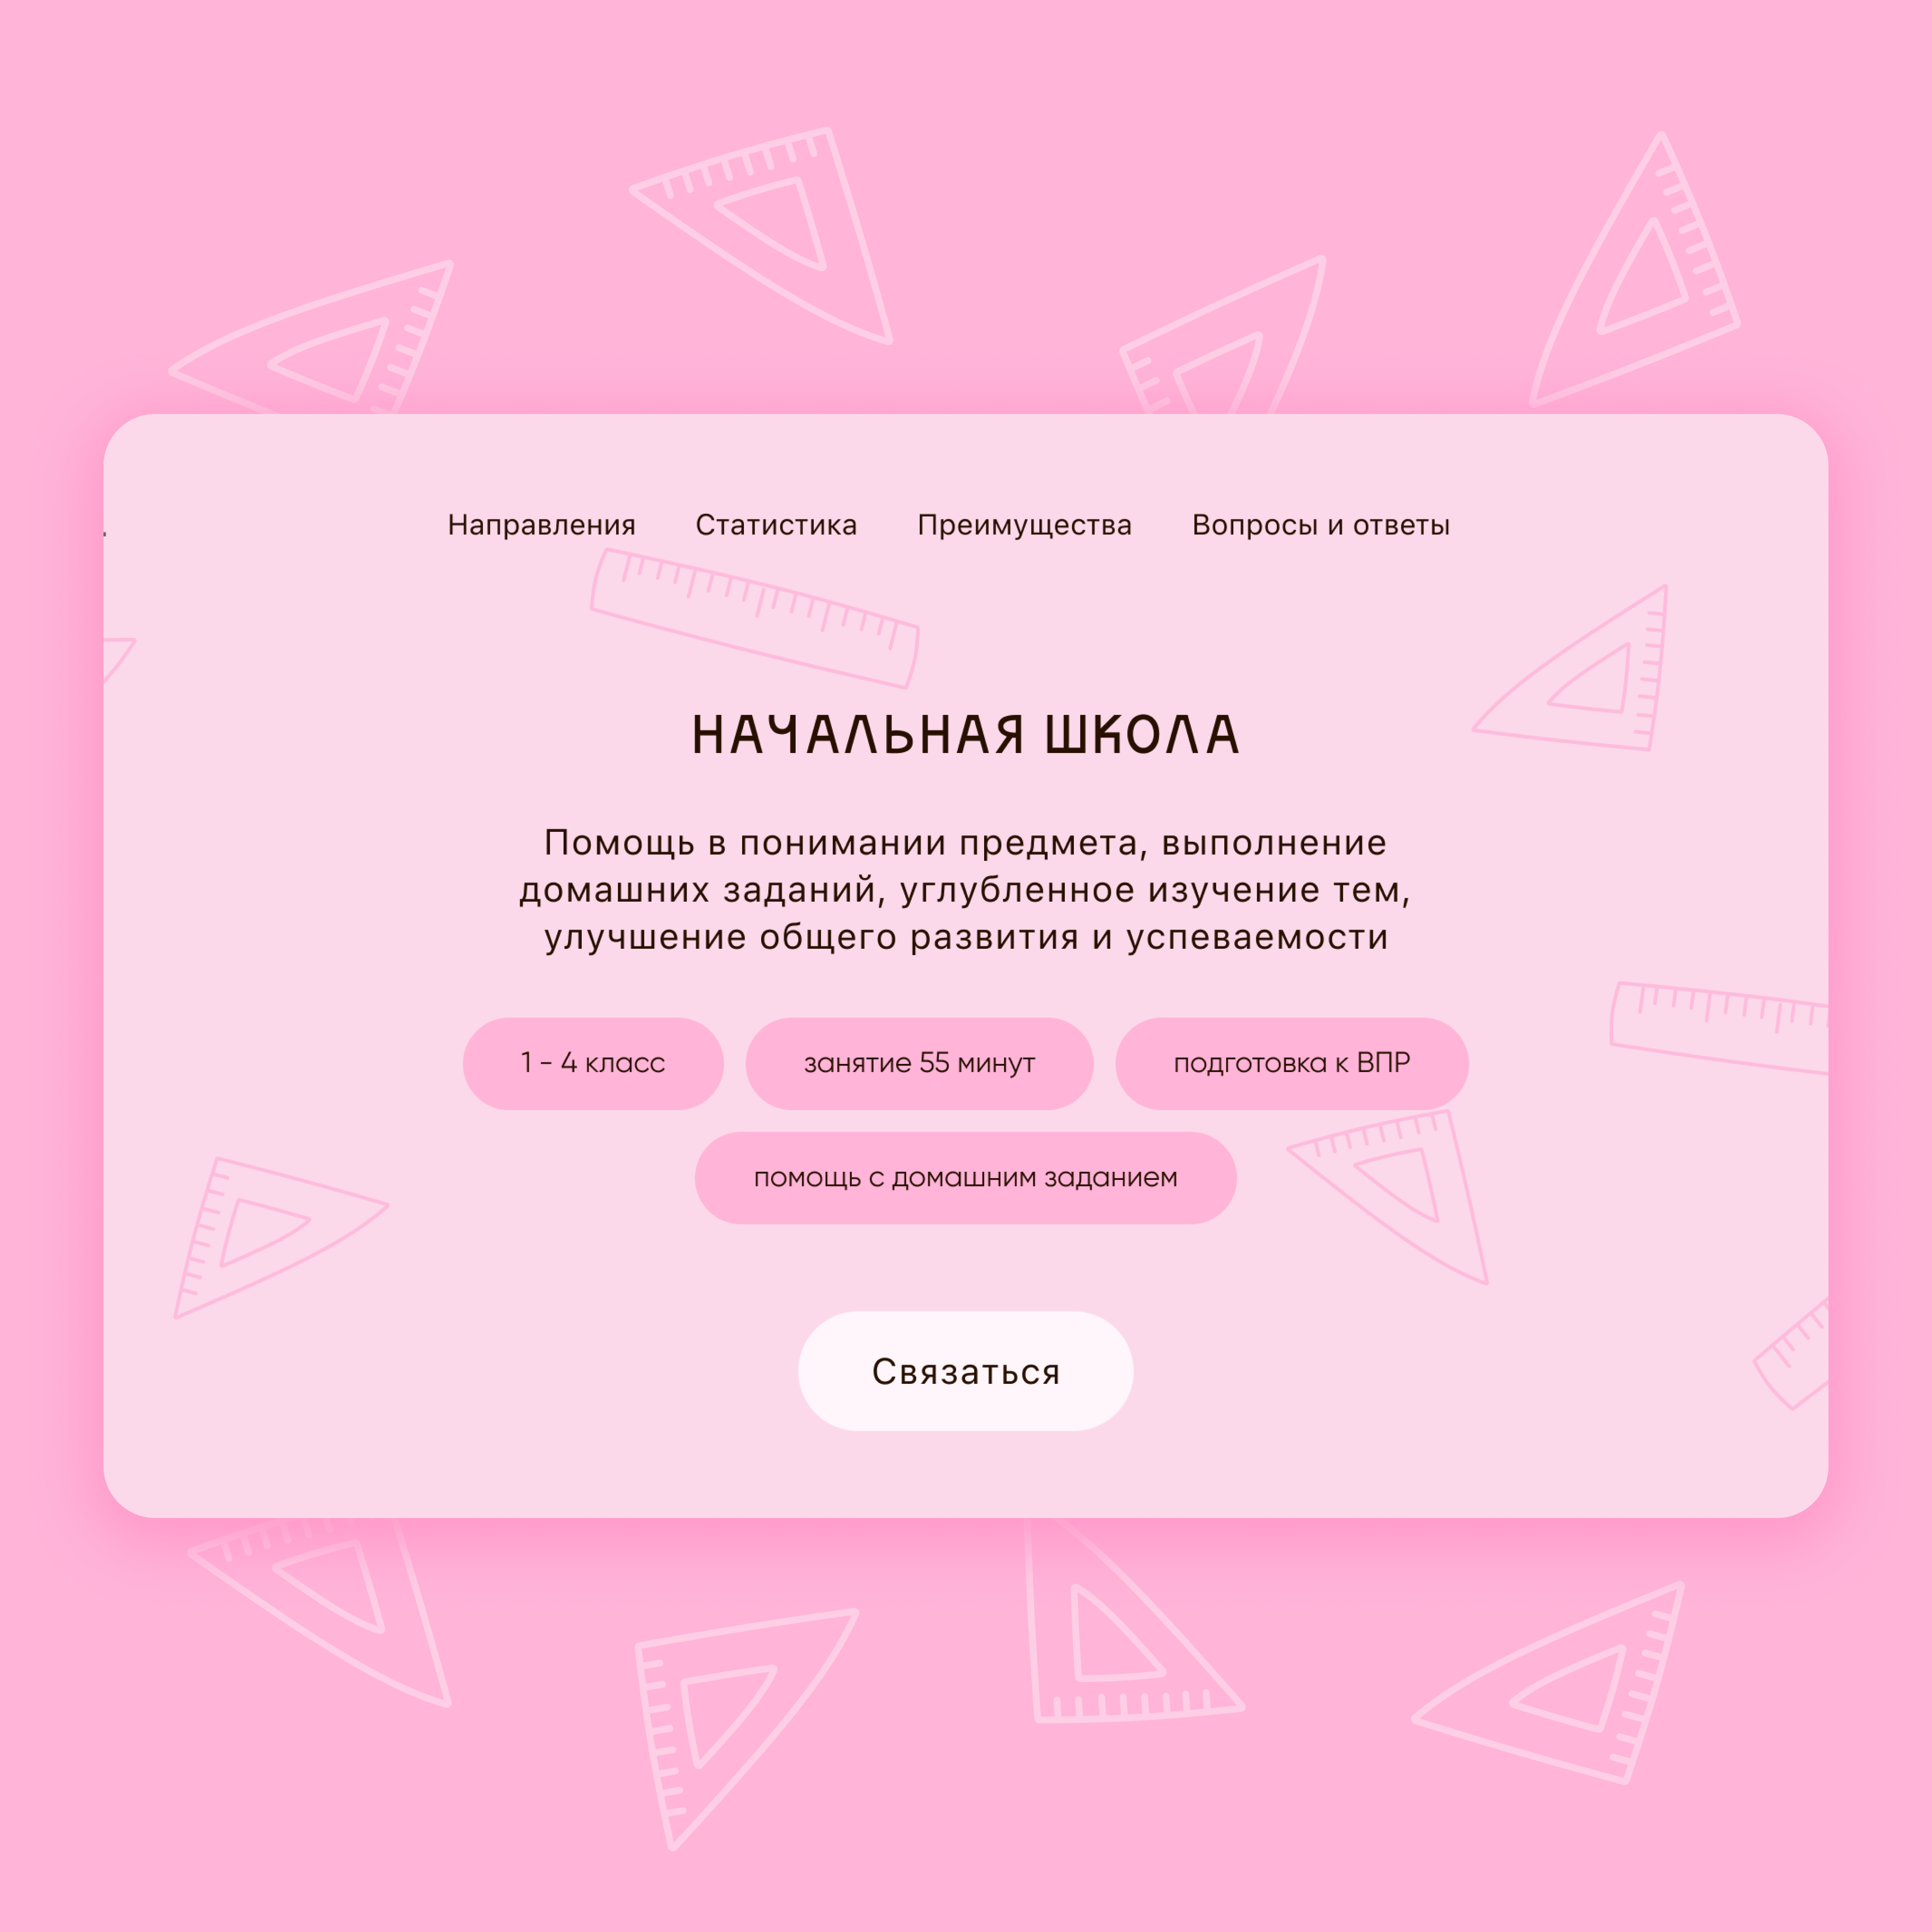 Направления Статистика Преимущества Вопросы и ответы
НАЧАЛЬНАЯ ШКОЛА
Помощь в понимании предмета, выполнение
домашних заданий, углубленное изучение тем,
улучшение общего развития и успеваемости
1 - 4 класс занятие 55 минут подготовка к ВПР
помощь с домашним заданием
Связаться